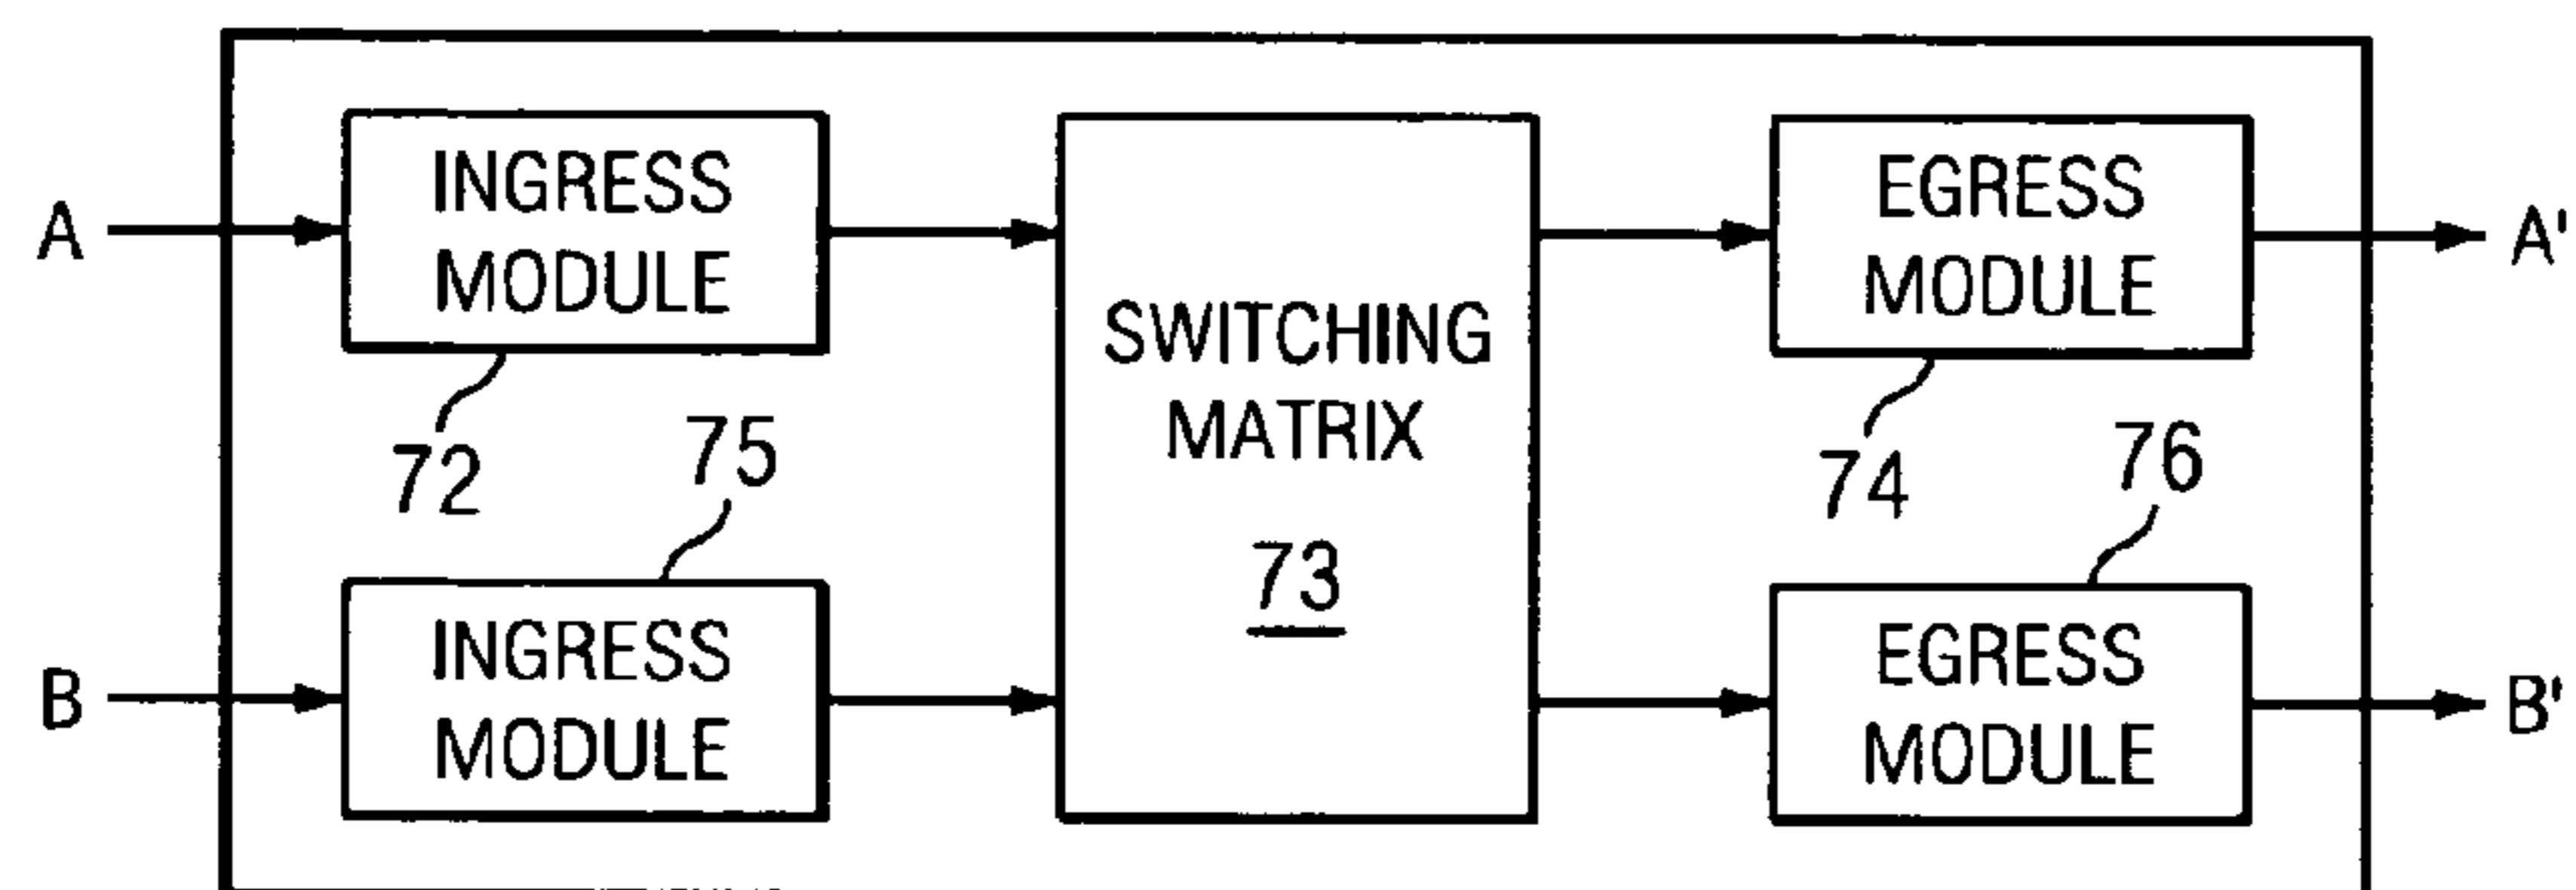 A
INGRESS
MODULE
72
SWITCHING
MATRIX
73
EGRESS
MODULE
74
A'
B
75
INGRESS
MODULE
76
EGRESS
MODULE
B'